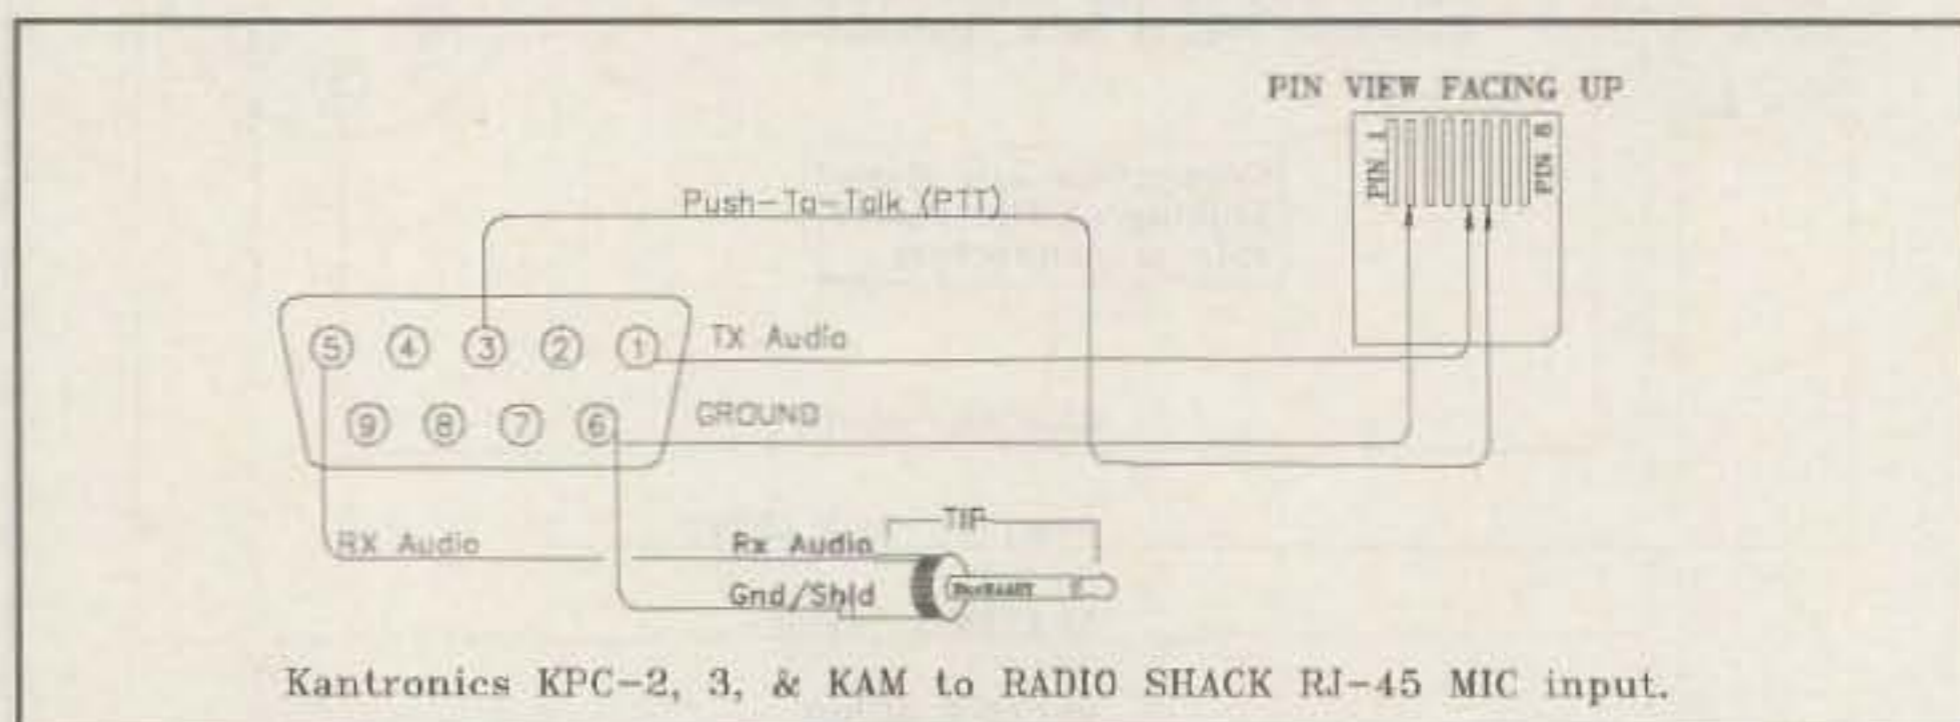 PIN VIEW FACING UP
PIN 1
PIN 8
Push-To-Talk (PTT)
5 4 3 2 1
TX Audio
9 8 7 6
GROUND
TIP
RX Audio
Rx Audio
Gnd/Shld
Kantronics KPC-2, 3, & KAM to RADIO SHACK RJ-45 MIC input.